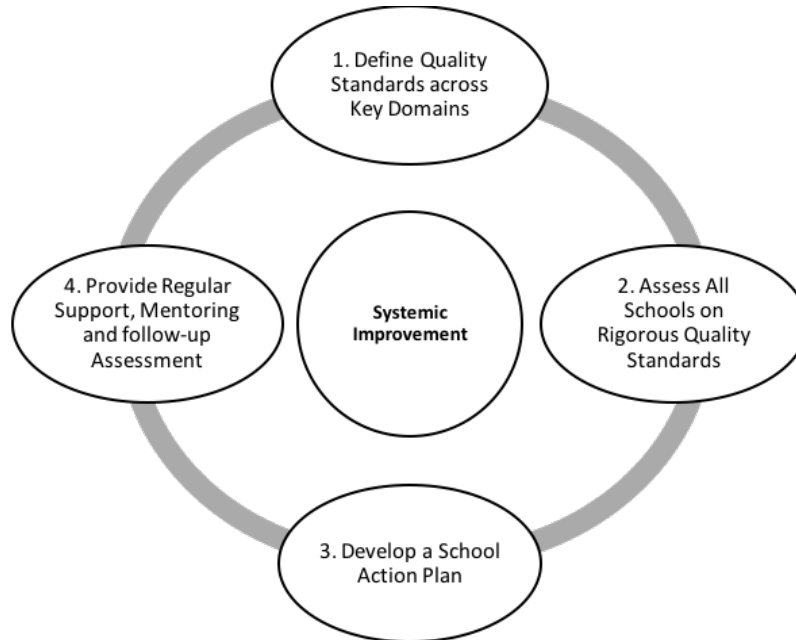 1. Define Quality
Standards across
Key Domains
2. Assess All
Schools on
Rigorous Quality
Standards
3. Develop a School
Action Plan
4. Provide Regular
Support, Mentoring
and follow-up
Assessment
Systemic
Improvement